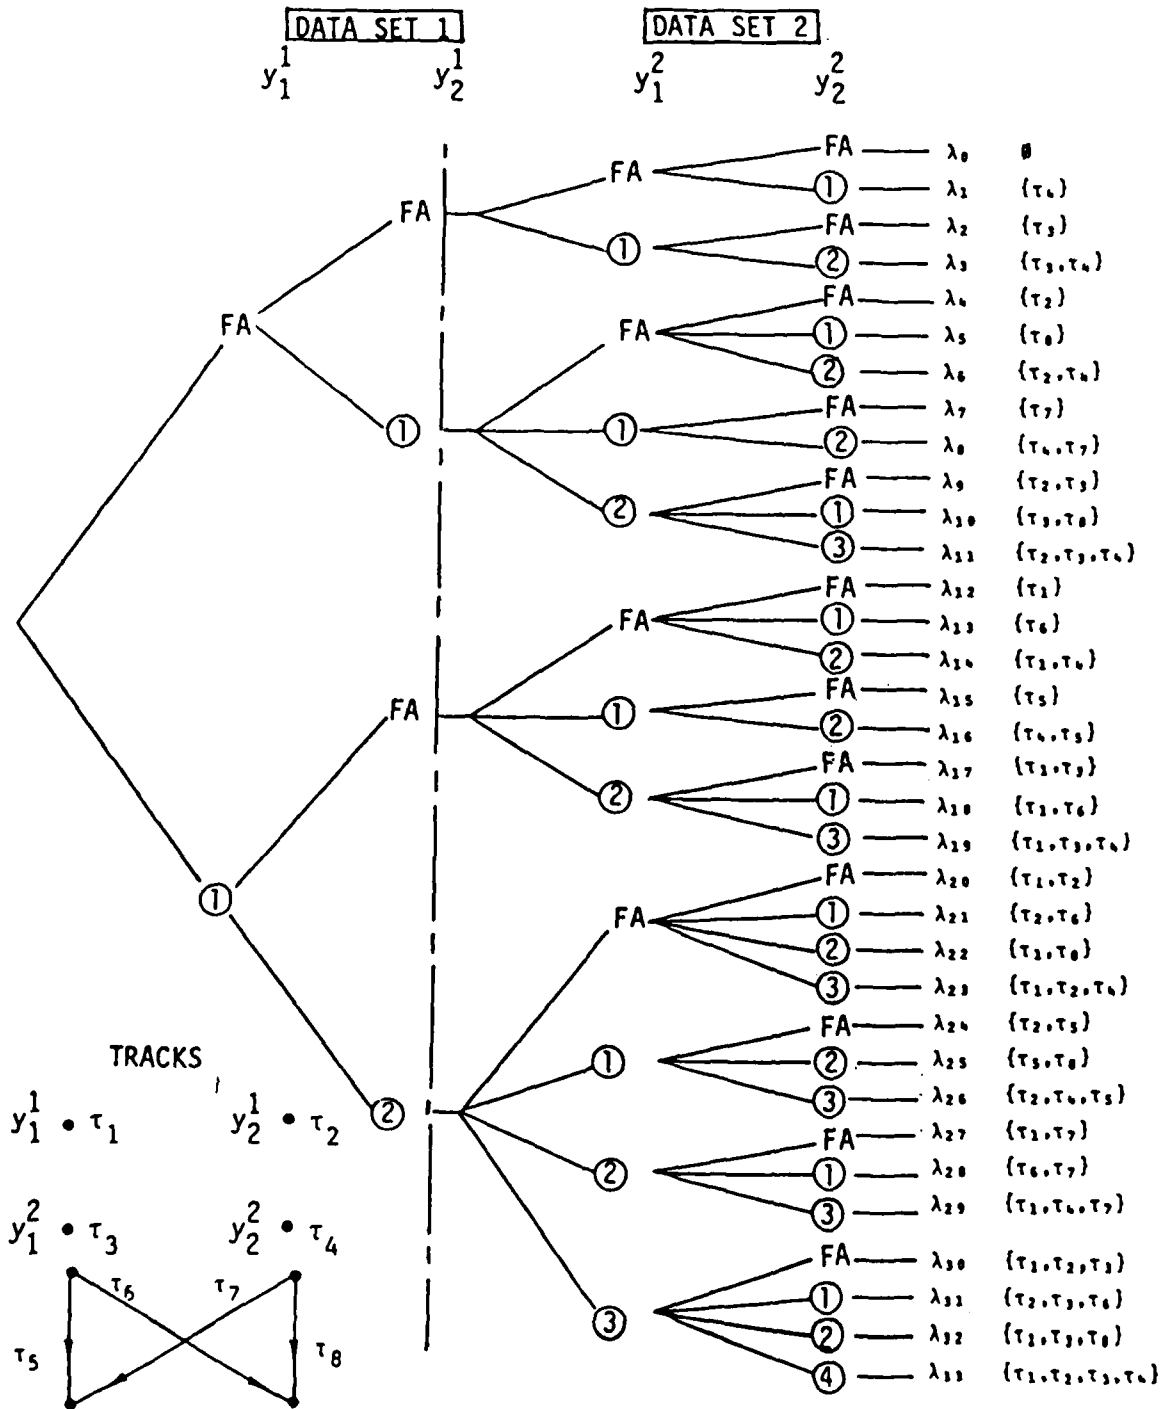 DATA SET 1 DATA SET 2
y₁¹ y₂¹ y₁² y₂²
FA λ₀ ∅
FA
① λ₁ {τ₄}
FA
FA λ₂ {τ₃}
①
② λ₃ {τ₃,τ₄}
FA λ₄ {τ₂}
FA
FA ① λ₅ {τ₈}
② λ₆ {τ₂,τ₄}
FA λ₇ {τ₇}
① ①
② λ₈ {τ₄,τ₇}
FA λ₉ {τ₂,τ₃}
② ① λ₁₀ {τ₃,τ₈}
③ λ₁₁ {τ₂,τ₃,τ₄}
FA λ₁₂ {τ₁}
FA ① λ₁₃ {τ₆}
② λ₁₄ {τ₁,τ₄}
FA λ₁₅ {τ₅}
FA ①
② λ₁₆ {τ₄,τ₅}
FA λ₁₇ {τ₁,τ₃}
② ① λ₁₈ {τ₃,τ₆}
③ λ₁₉ {τ₁,τ₃,τ₄}
FA λ₂₀ {τ₁,τ₂}
①
FA ① λ₂₁ {τ₂,τ₆}
② λ₂₂ {τ₁,τ₈}
③ λ₂₃ {τ₁,τ₂,τ₄}
FA λ₂₄ {τ₂,τ₅}
① ② λ₂₅ {τ₅,τ₈}
③ λ₂₆ {τ₂,τ₄,τ₅}
②
FA λ₂₇ {τ₁,τ₇}
② ① λ₂₈ {τ₆,τ₇}
③ λ₂₉ {τ₁,τ₄,τ₇}
FA λ₃₀ {τ₁,τ₂,τ₃}
③ ① λ₃₁ {τ₂,τ₃,τ₆}
② λ₃₂ {τ₁,τ₃,τ₈}
④ λ₃₃ {τ₁,τ₂,τ₃,τ₄}
TRACKS
y₁¹ • τ₁ y₂¹ • τ₂
y₁² • τ₃ y₂² • τ₄
τ₆ τ₇
τ₅ τ₈